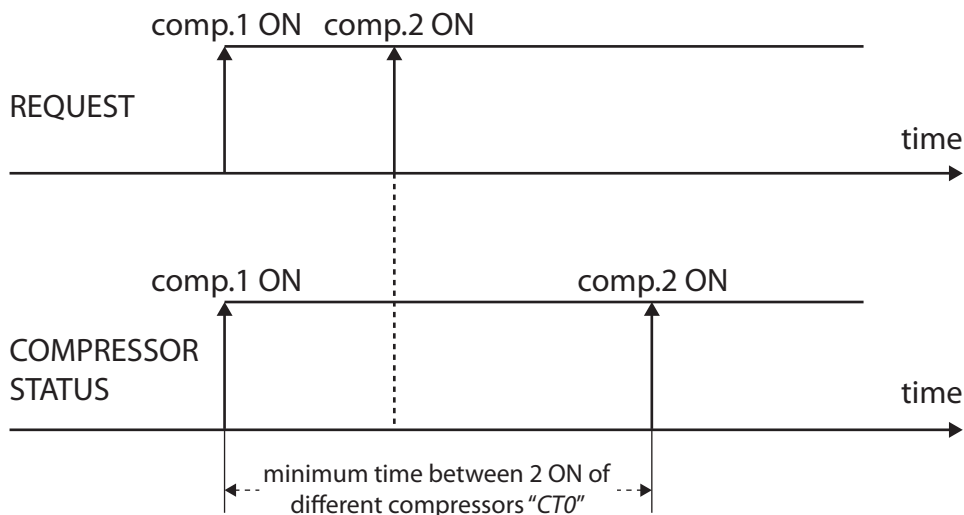 comp.1 ON comp.2 ON
REQUEST
time
comp.1 ON comp.2 ON
COMPRESSOR
STATUS
time
minimum time between 2 ON of
different compressors “CT0”